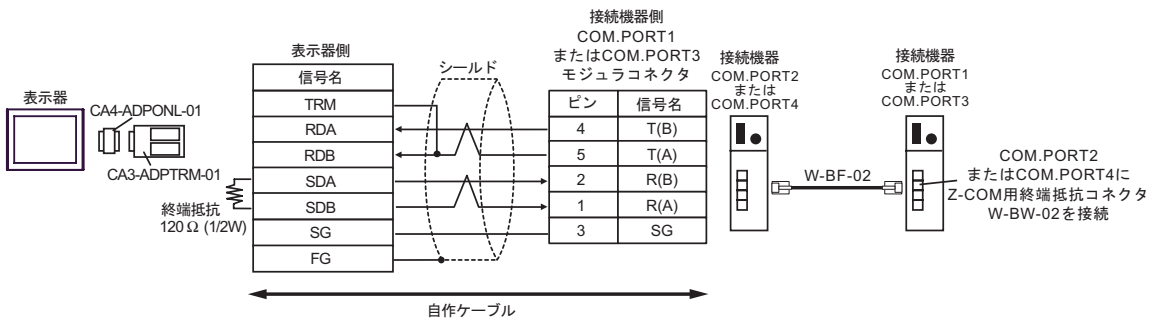 表示器
CA4-ADPONL-01
CA3-ADPTRM-01
終端抵抗
120Ω (1/2W)
表示器側
信号名
TRM
RDA
RDB
SDA
SDB
SG
FG
シールド
接続機器側
COM.PORT1
またはCOM.PORT3
モジュラコネクタ
ピン 信号名
4 T(B)
5 T(A)
2 R(B)
1 R(A)
3 SG
自作ケーブル
接続機器
COM.PORT2
または
COM.PORT4
W-BF-02
接続機器
COM.PORT1
または
COM.PORT3
COM.PORT2
またはCOM.PORT4に
Z-COM用終端抵抗コネクタ
W-BW-02を接続